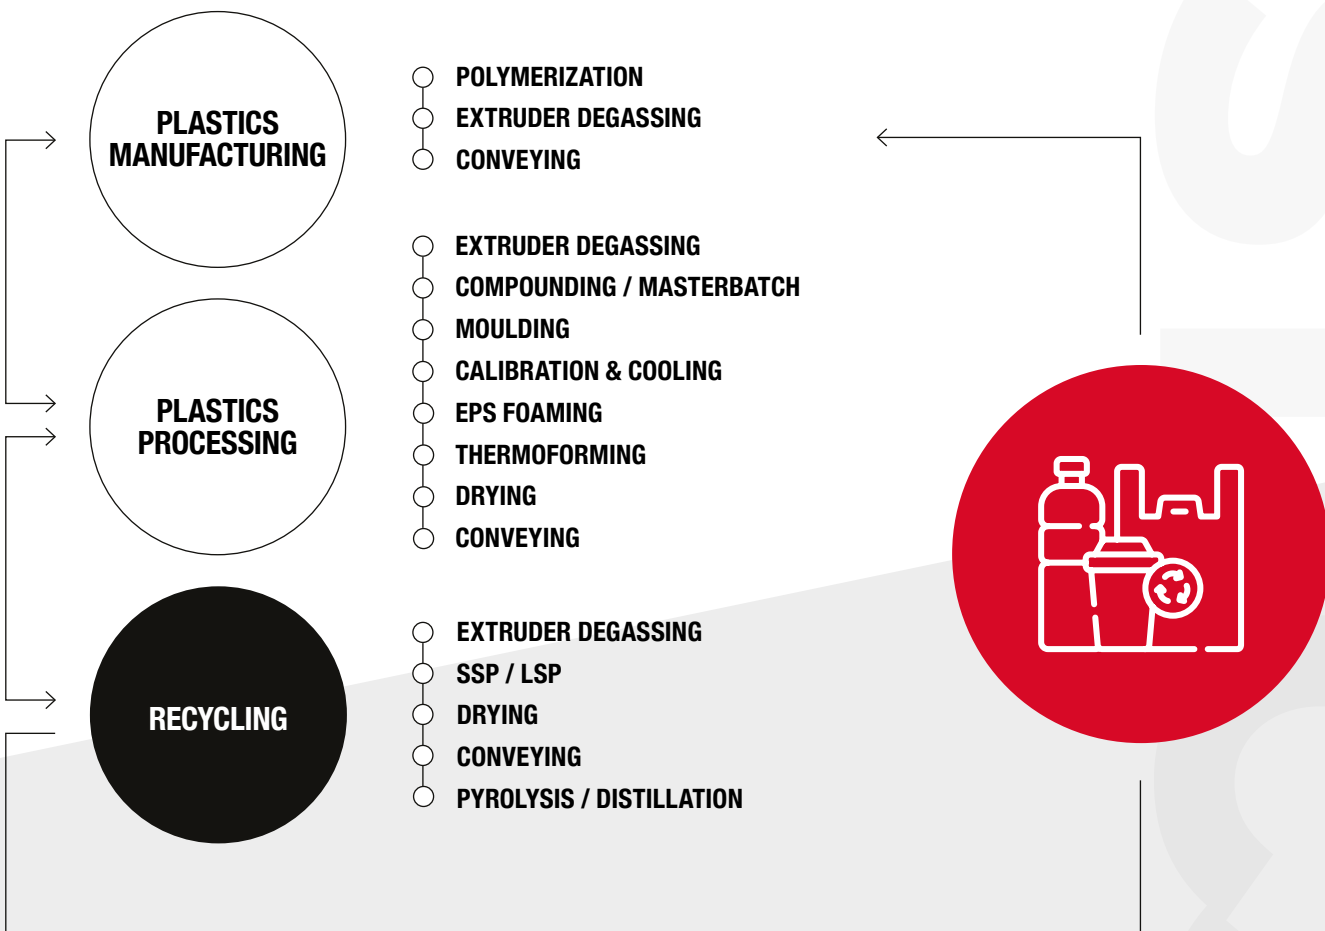 PLASTICS
MANUFACTURING
POLYMERIZATION
EXTRUDER DEGASSING
CONVEYING
PLASTICS
PROCESSING
EXTRUDER DEGASSING
COMPOUNDING / MASTERBATCH
MOULDING
CALIBRATION & COOLING
EPS FOAMING
THERMOFORMING
DRYING
CONVEYING
RECYCLING
EXTRUDER DEGASSING
SSP / LSP
DRYING
CONVEYING
PYROLYSIS / DISTILLATION